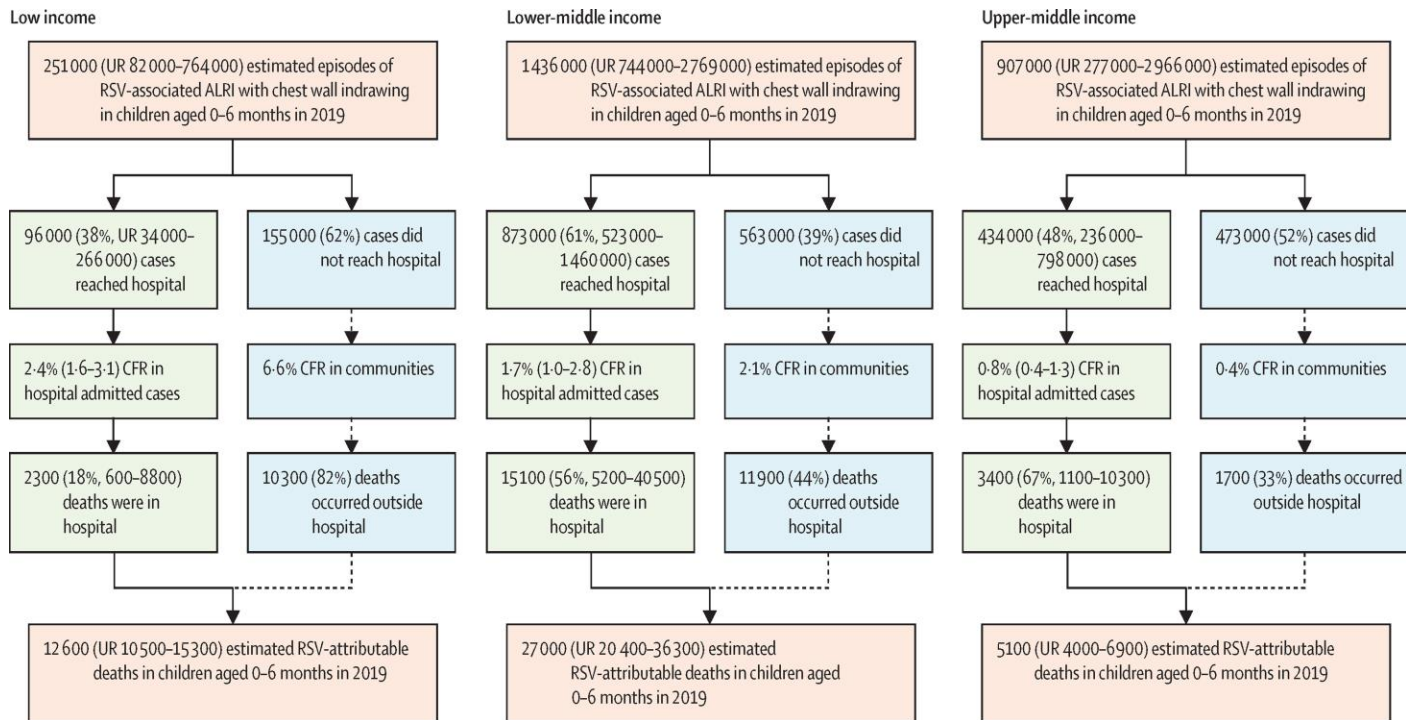 Low income
251 000 (UR 82 000–764 000) estimated episodes of
RSV-associated ALRI with chest wall indrawing
in children aged 0–6 months in 2019
96 000 (38%, UR 34 000–
266 000) cases
reached hospital
155 000 (62%) cases did
not reach hospital
2·4% (1·6–3·1) CFR in
hospital admitted cases
6·6% CFR in communities
2300 (18%, 600–8800)
deaths were in
hospital
10 300 (82%) deaths
occurred outside
hospital
12 600 (UR 10 500–15 300) estimated RSV-attributable
deaths in children aged 0–6 months in 2019
Lower-middle income
1 436 000 (UR 744 000–2 769 000) estimated episodes of
RSV-associated ALRI with chest wall indrawing
in children aged 0–6 months in 2019
873 000 (61%, 523 000–
1 460 000) cases
reached hospital
563 000 (39%) cases did
not reach hospital
1·7% (1·0–2·8) CFR in
hospital admitted cases
2·1% CFR in communities
15 100 (56%, 5200–40 500)
deaths were in
hospital
11 900 (44%) deaths
occurred outside
hospital
27 000 (UR 20 400–36 300) estimated
RSV-attributable deaths in children aged
0–6 months in 2019
Upper-middle income
907 000 (UR 277 000–2 966 000) estimated episodes of
RSV-associated ALRI with chest wall indrawing
in children aged 0–6 months in 2019
434 000 (48%, 236 000–
798 000) cases
reached hospital
473 000 (52%) cases did
not reach hospital
0·8% (0·4–1·3) CFR in
hospital admitted cases
0·4% CFR in communities
3400 (67%, 1100–10 300)
deaths were in
hospital
1700 (33%) deaths occurred
outside hospital
5100 (UR 4000–6900) estimated RSV-attributable
deaths in children aged 0–6 months in 2019